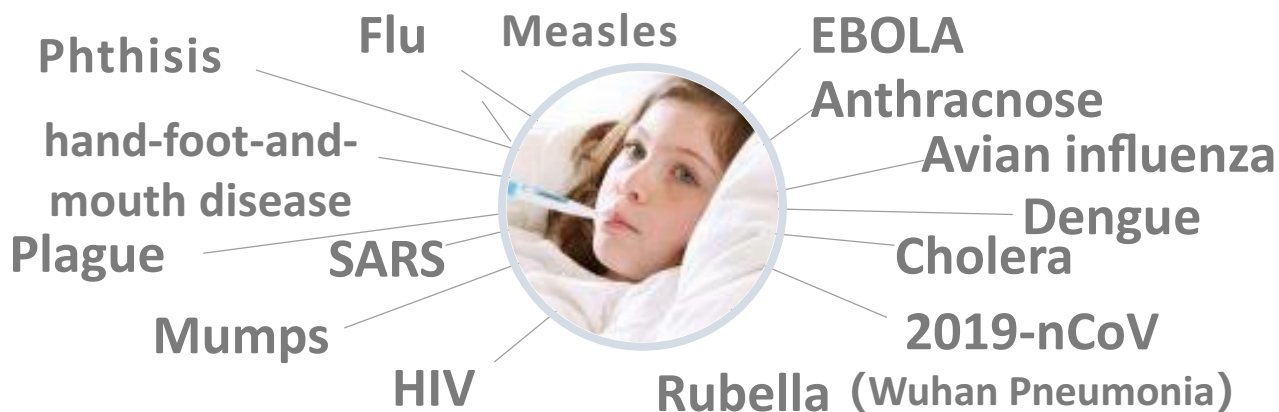 Flu
Measles
EBOLA
Phthisis
Anthracnose
hand-foot-and-
mouth disease
Avian influenza
Dengue
Plague
SARS
Cholera
Mumps
2019-nCoV
HIV
Rubella
(Wuhan Pneumonia)